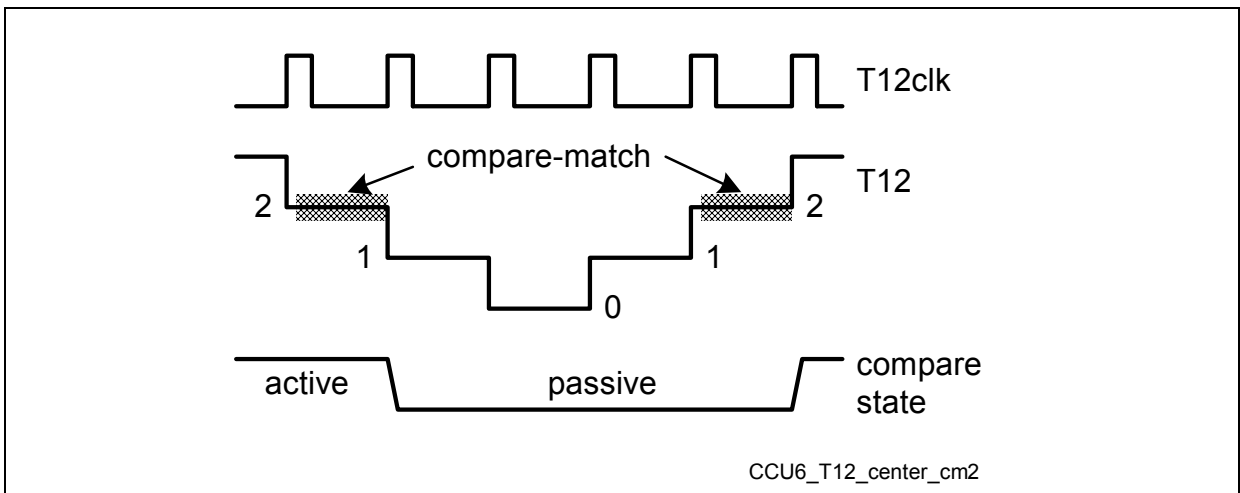 T12clk
compare-match
T12
2
2
1
1
0
active
passive
compare
state
CCU6_T12_center_cm2